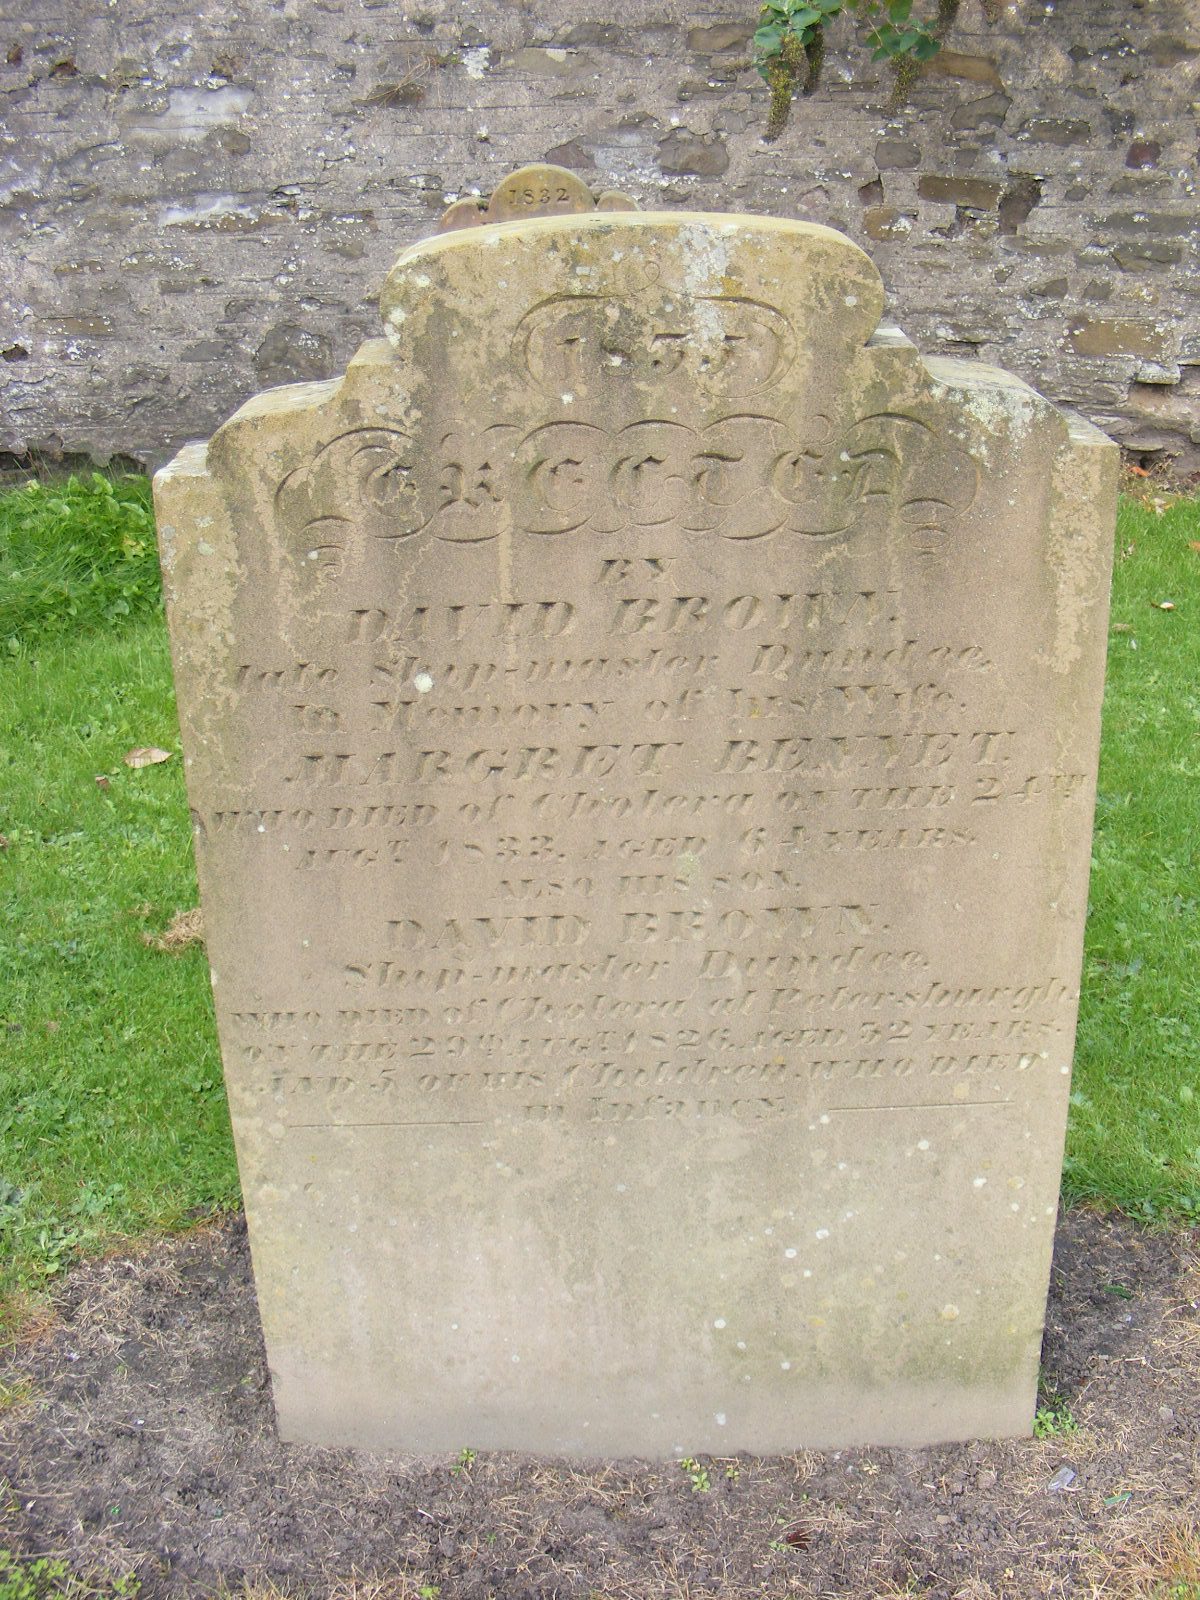 1832
ERECTED
BY
DAVID BROWN.
late Ship-master Dundee.
In Memory of his Wife.
MARGRET BENNET.
WHO DIED of Cholera ON THE 24TH
AUGT. 1833. AGED 64 YEARS.
ALSO HIS SON.
DAVID BROWN.
Ship-master Dundee.
WHO DIED of Cholera at Petersburgh.
ON THE 29th AUGT. 1826. AGED 32 YEARS.
AND 5 OF HIS Children. WHO DIED
in Infancy.